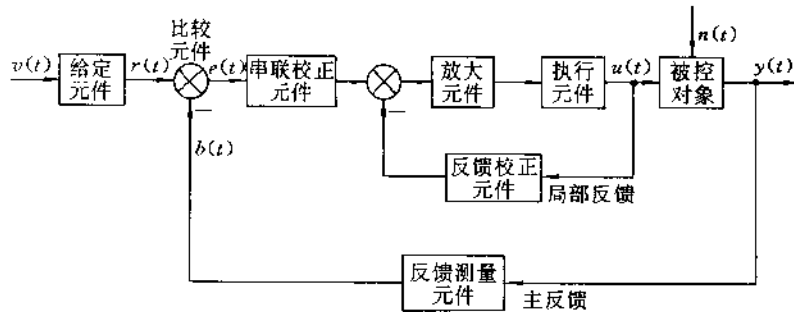 比较
元件
n(t)
v(t)
给定
元件
r(t)
e(t)
串联校正
元件
放大
元件
执行
元件
u(t)
被控
对象
y(t)
b(t)
反馈校正
元件
局部反馈
反馈测量
元件
主反馈